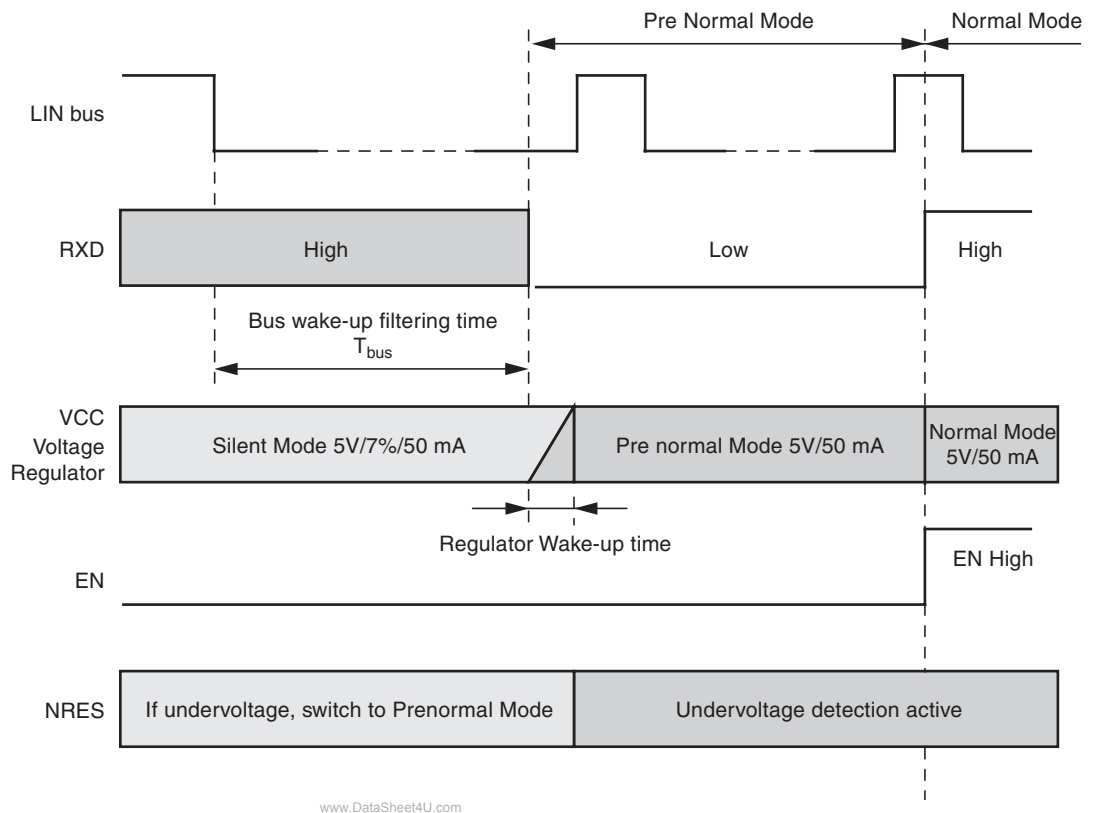 Pre Normal Mode
Normal Mode
LIN bus
RXD
High
Low
High
Bus wake-up filtering time
Tbus
VCC
Voltage
Regulator
Silent Mode 5V/7%/50 mA
Pre normal Mode 5V/50 mA
Normal Mode
5V/50 mA
Regulator Wake-up time
EN
EN High
NRES
If undervoltage, switch to Prenormal Mode
Undervoltage detection active
www.DataSheet4U.com